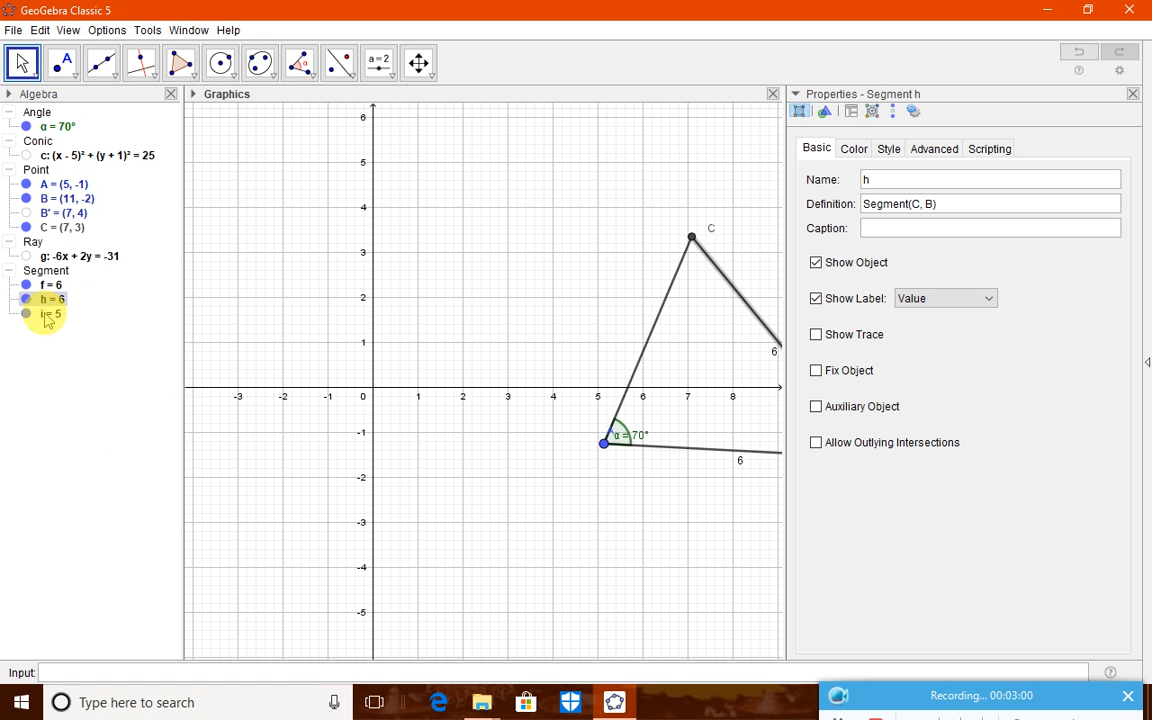 GeoGebra Classic 5
File Edit View Options Tools Window Help
A
α
a = 2
Algebra
Graphics
Properties - Segment h
Angle
α = 70°
Conic
c: (x - 5)² + (y + 1)² = 25
Point
A = (5, -1)
B = (11, -2)
B' = (7, 4)
C = (7, 3)
Ray
g: -6x + 2y = -31
Segment
f = 6
h = 6
i = 5
6
5
4
3
2
1
-3 -2 -1 0 1 2 3 4 5 6 7 8
-1
-2
-3
-4
-5
C
6
A
α = 70°
6
Basic Color Style Advanced Scripting
Name: h
Definition: Segment(C, B)
Caption:
Show Object
Show Label: Value
Show Trace
Fix Object
Auxiliary Object
Allow Outlying Intersections
Input:
Type here to search
Recording... 00:03:00